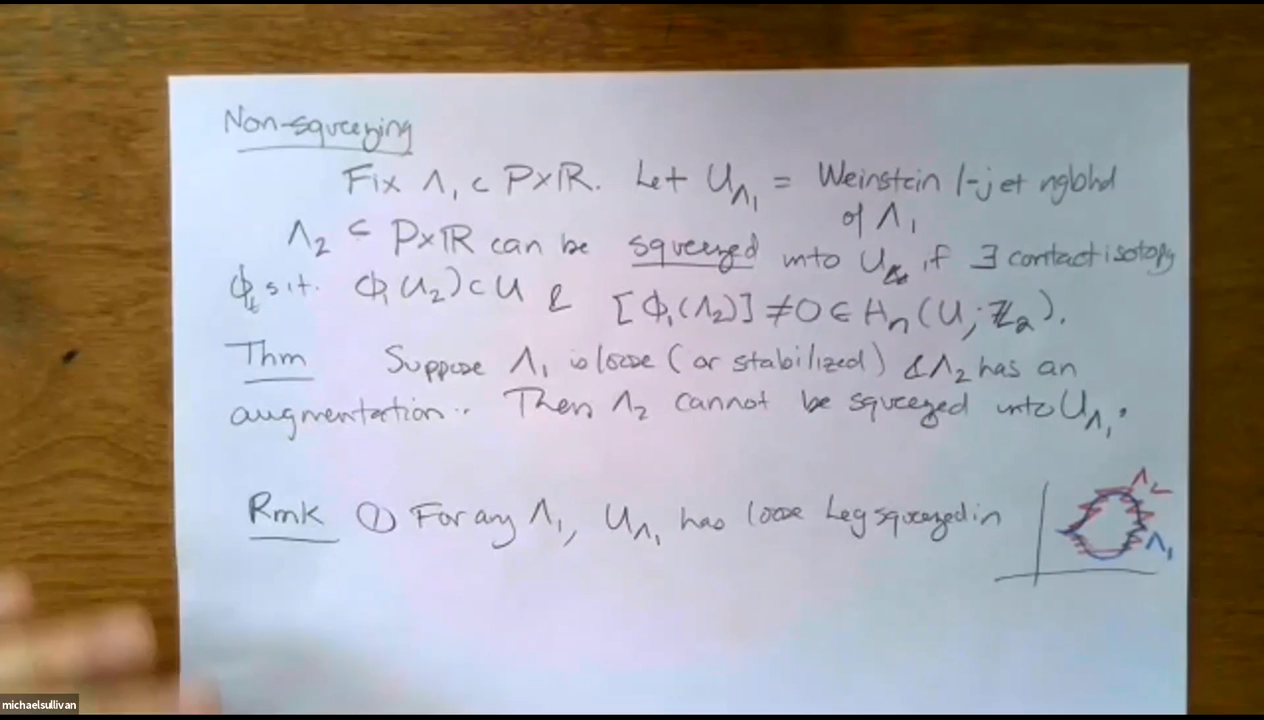 Non-squeezing
Fix Λ₁ ⊂ P×ℝ. Let U_Λ₁ = Weinstein 1-jet ngbhd
of Λ₁
Λ₂ ⊂ P×ℝ can be squeezed into U if ∃ contact isotopy
ϕ_t s.t. ϕ₁(U₂) ⊂ U & [ϕ₁(Λ₂)] ≠ 0 ∈ H_n(U; ℤ₂).
Thm Suppose Λ₁ is loose (or stabilized) & Λ₂ has an
augmentation. Then Λ₂ cannot be squeezed into U_Λ₁.
Rmk ① For any Λ₁, U_Λ₁ has loose Leg squeezed in
Λ₂
Λ₁
michaelsullivan